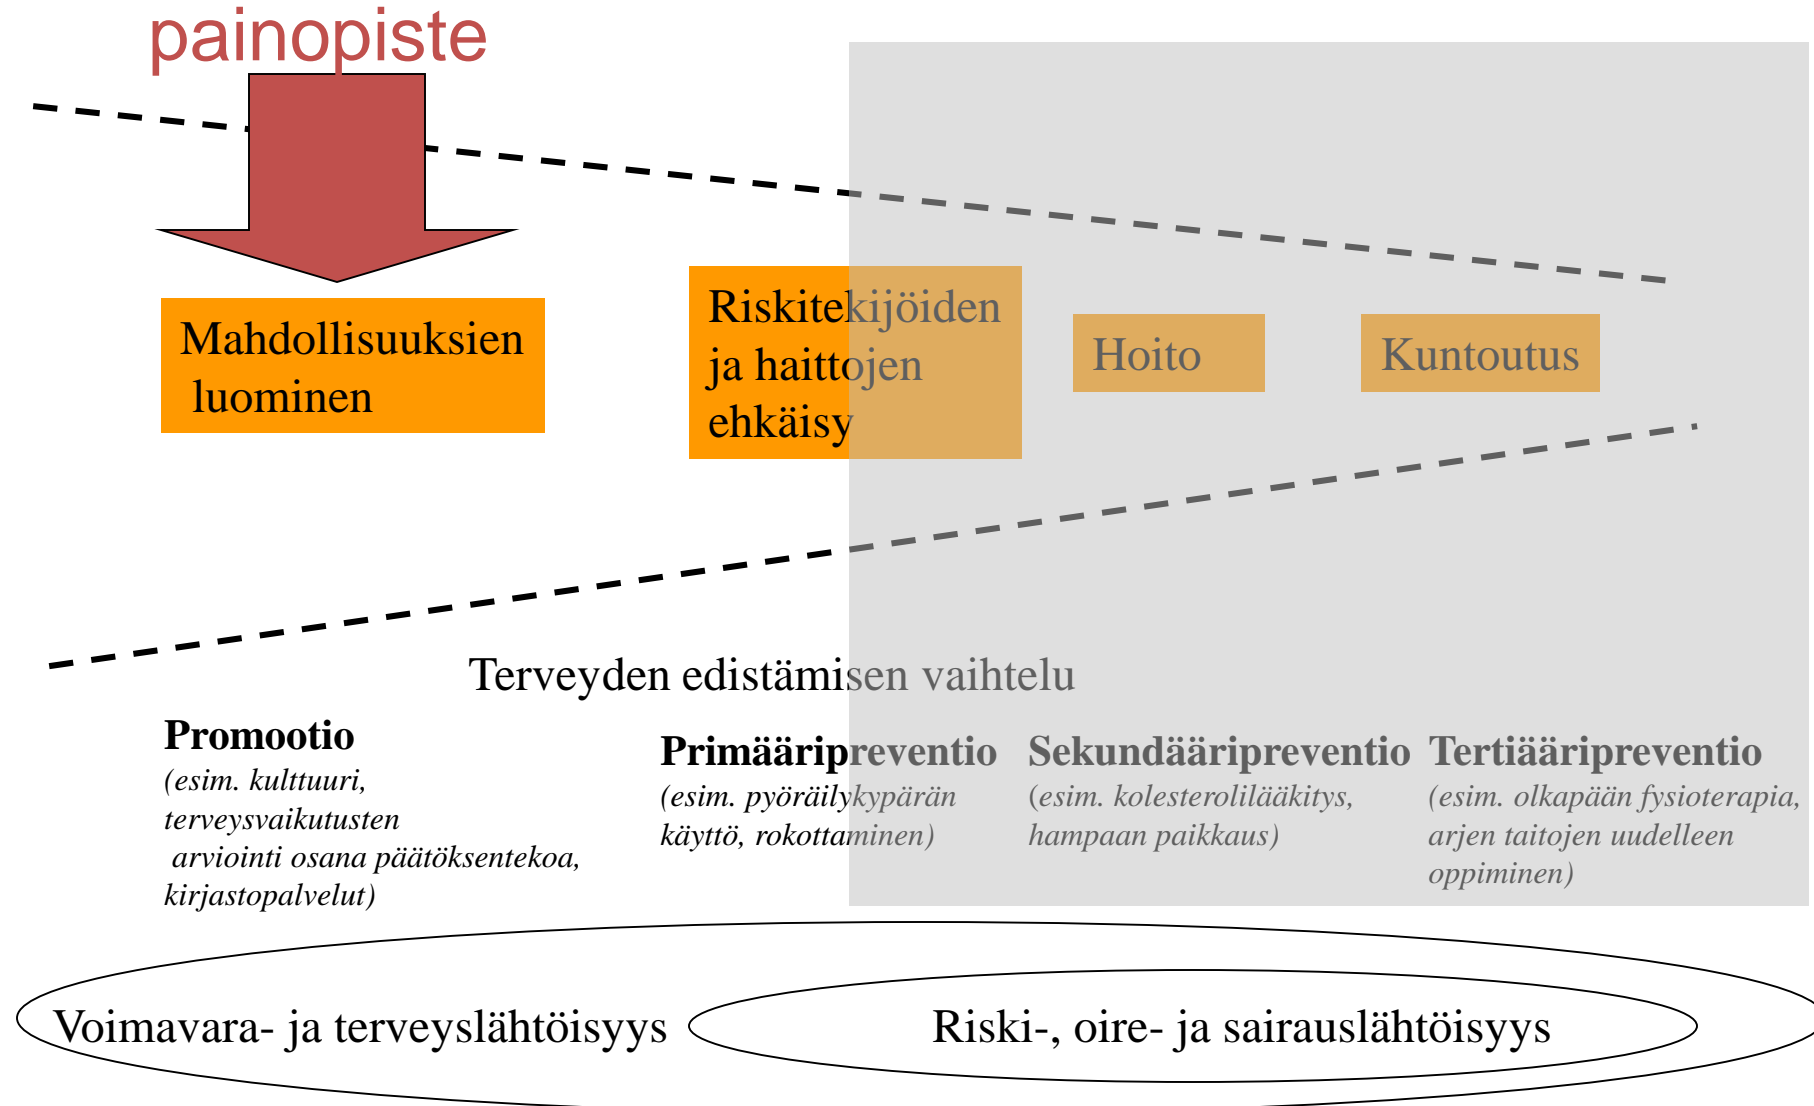 painopiste
Mahdollisuuksien
luominen
Riskitekijöiden
ja haittojen
ehkäisy
Hoito
Kuntoutus
Terveyden edistämisen vaihtelu
Promootio
(esim. kulttuuri,
terveysvaikutusten
arviointi osana päätöksentekoa,
kirjastopalvelut)
Primääripreventio
(esim. pyöräilykypärän
käyttö, rokottaminen)
Sekundääripreventio
(esim. kolesterolilääkitys,
hampaan paikkaus)
Tertiääripreventio
(esim. olkapään fysioterapia,
arjen taitojen uudelleen
oppiminen)
Voimavara- ja terveyslähtöisyys
Riski-, oire- ja sairauslähtöisyys